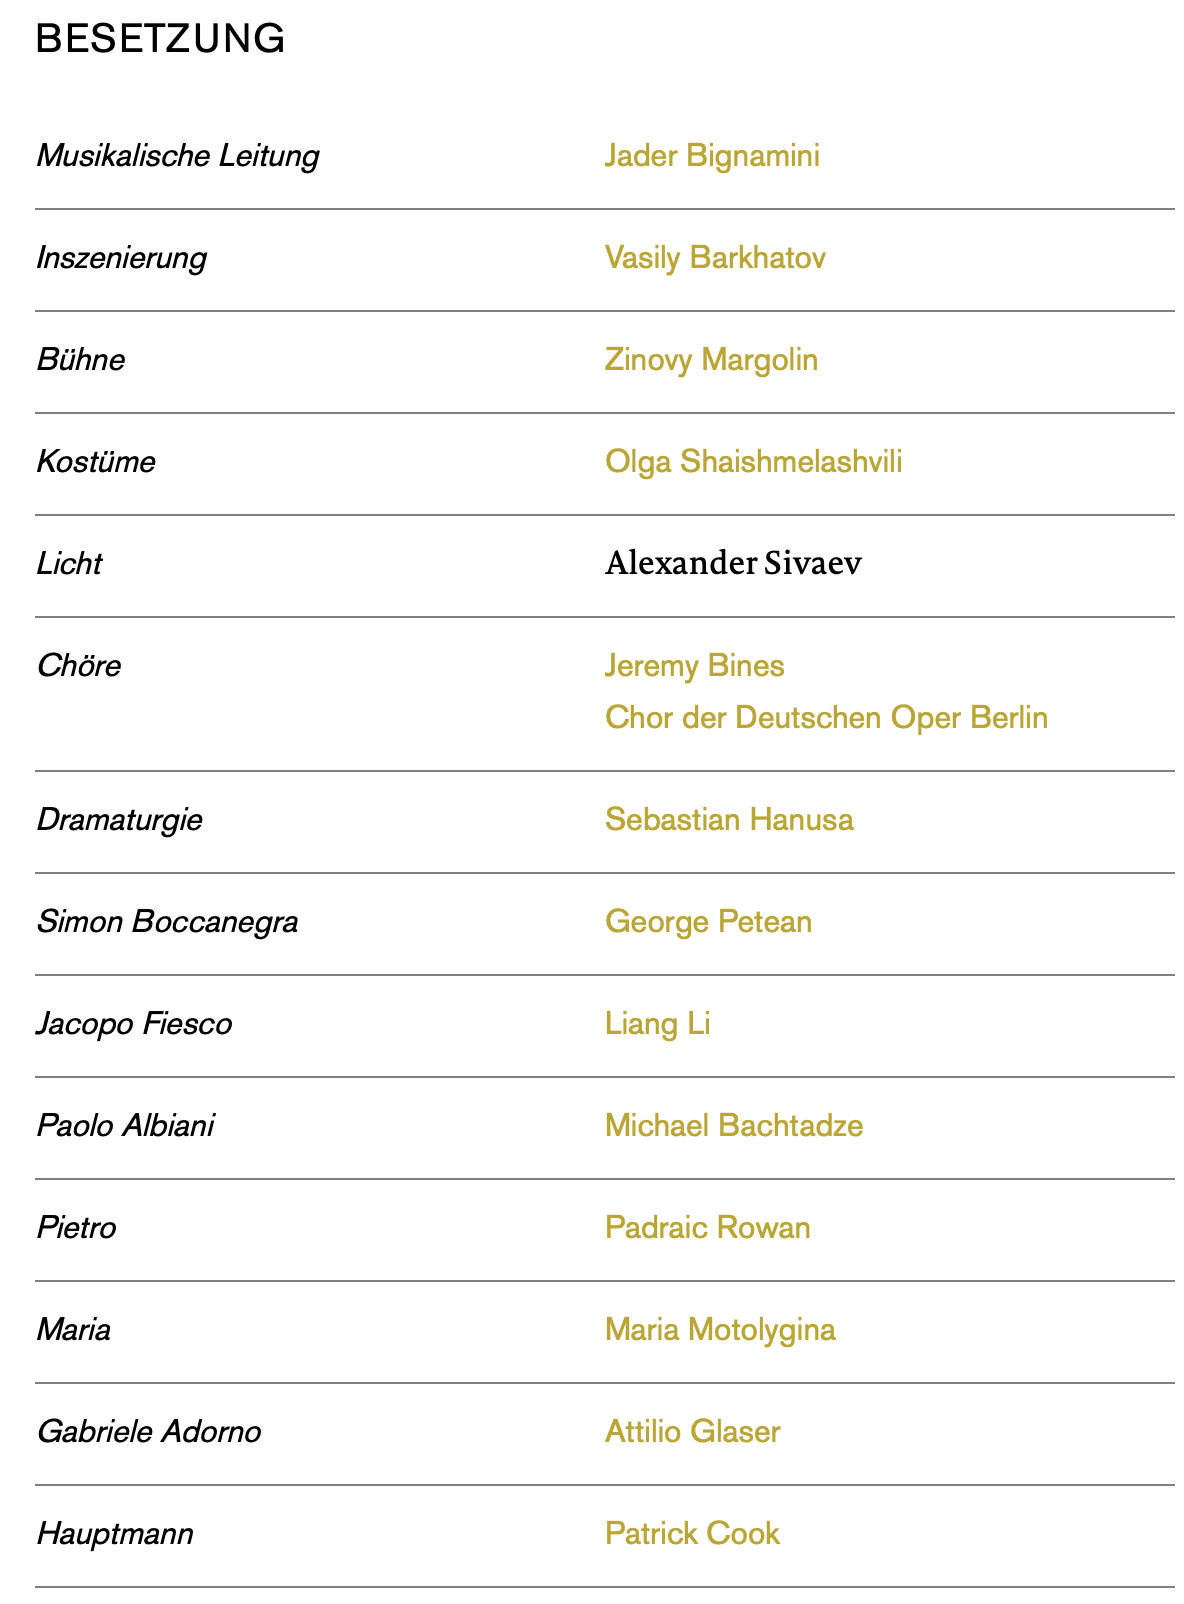 BESETZUNG
Musikalische Leitung Jader Bignamini
Inszenierung Vasily Barkhatov
Bühne Zinovy Margolin
Kostüme Olga Shaishmelashvili
Licht Alexander Sivaev
Chöre Jeremy Bines
Chor der Deutschen Oper Berlin
Dramaturgie Sebastian Hanusa
Simon Boccanegra George Petean
Jacopo Fiesco Liang Li
Paolo Albiani Michael Bachtadze
Pietro Padraic Rowan
Maria Maria Motolygina
Gabriele Adorno Attilio Glaser
Hauptmann Patrick Cook